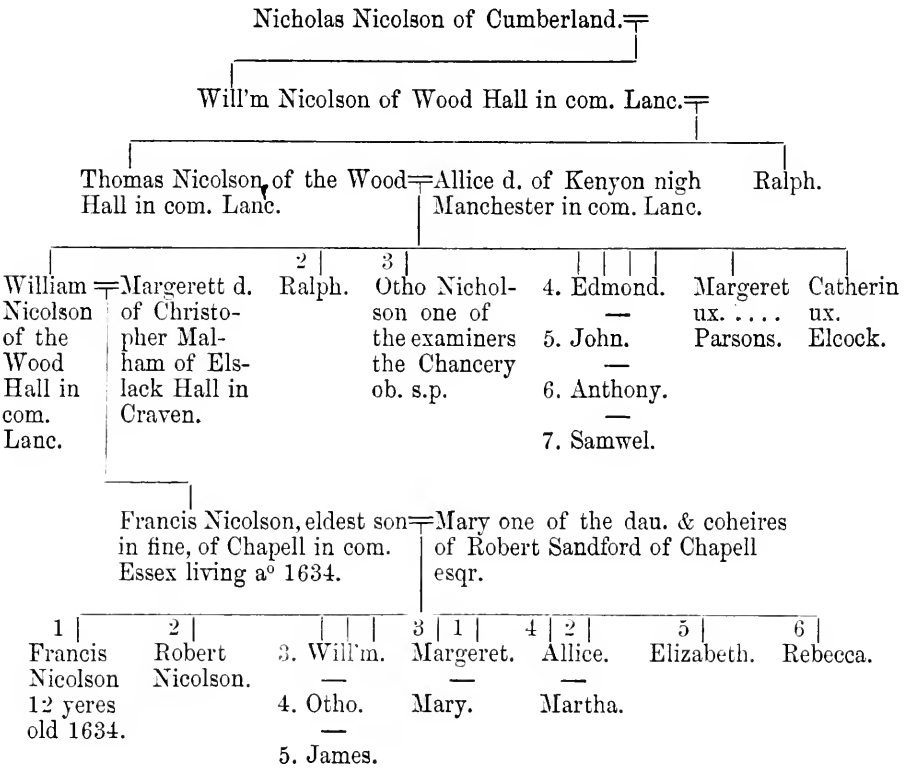 Nicholas Nicolson of Cumberland.
Will'm Nicolson of Wood Hall in com. Lanc.
Thomas Nicolson, of the Wood
Hall in com. Lanc.
Allice d. of Kenyon nigh
Manchester in com. Lanc.
Ralph.
William
Nicolson
of the
Wood
Hall in
com.
Lanc.
Margerett d.
of Christo-
pher Mal-
ham of Els-
lack Hall in
Craven.
2
Ralph.
3
Otho Nichol-
son one of
the examiners
the Chancery
ob. s.p.
4. Edmond.
—
5. John.
—
6. Anthony.
—
7. Samwel.
Margeret
ux. . . . .
Parsons.
Catherin
ux.
Elcock.
Francis Nicolson, eldest son
in fine, of Chapell in com.
Essex living aº 1634.
Mary one of the dau. & coheires
of Robert Sandford of Chapell
esqr.
1
Francis
Nicolson
12 yeres
old 1634.
2
Robert
Nicolson.
3. Will'm.
—
4. Otho.
—
5. James.
3 1
Margeret.
—
Mary.
4 2
Allice.
—
Martha.
5
Elizabeth.
6
Rebecca.